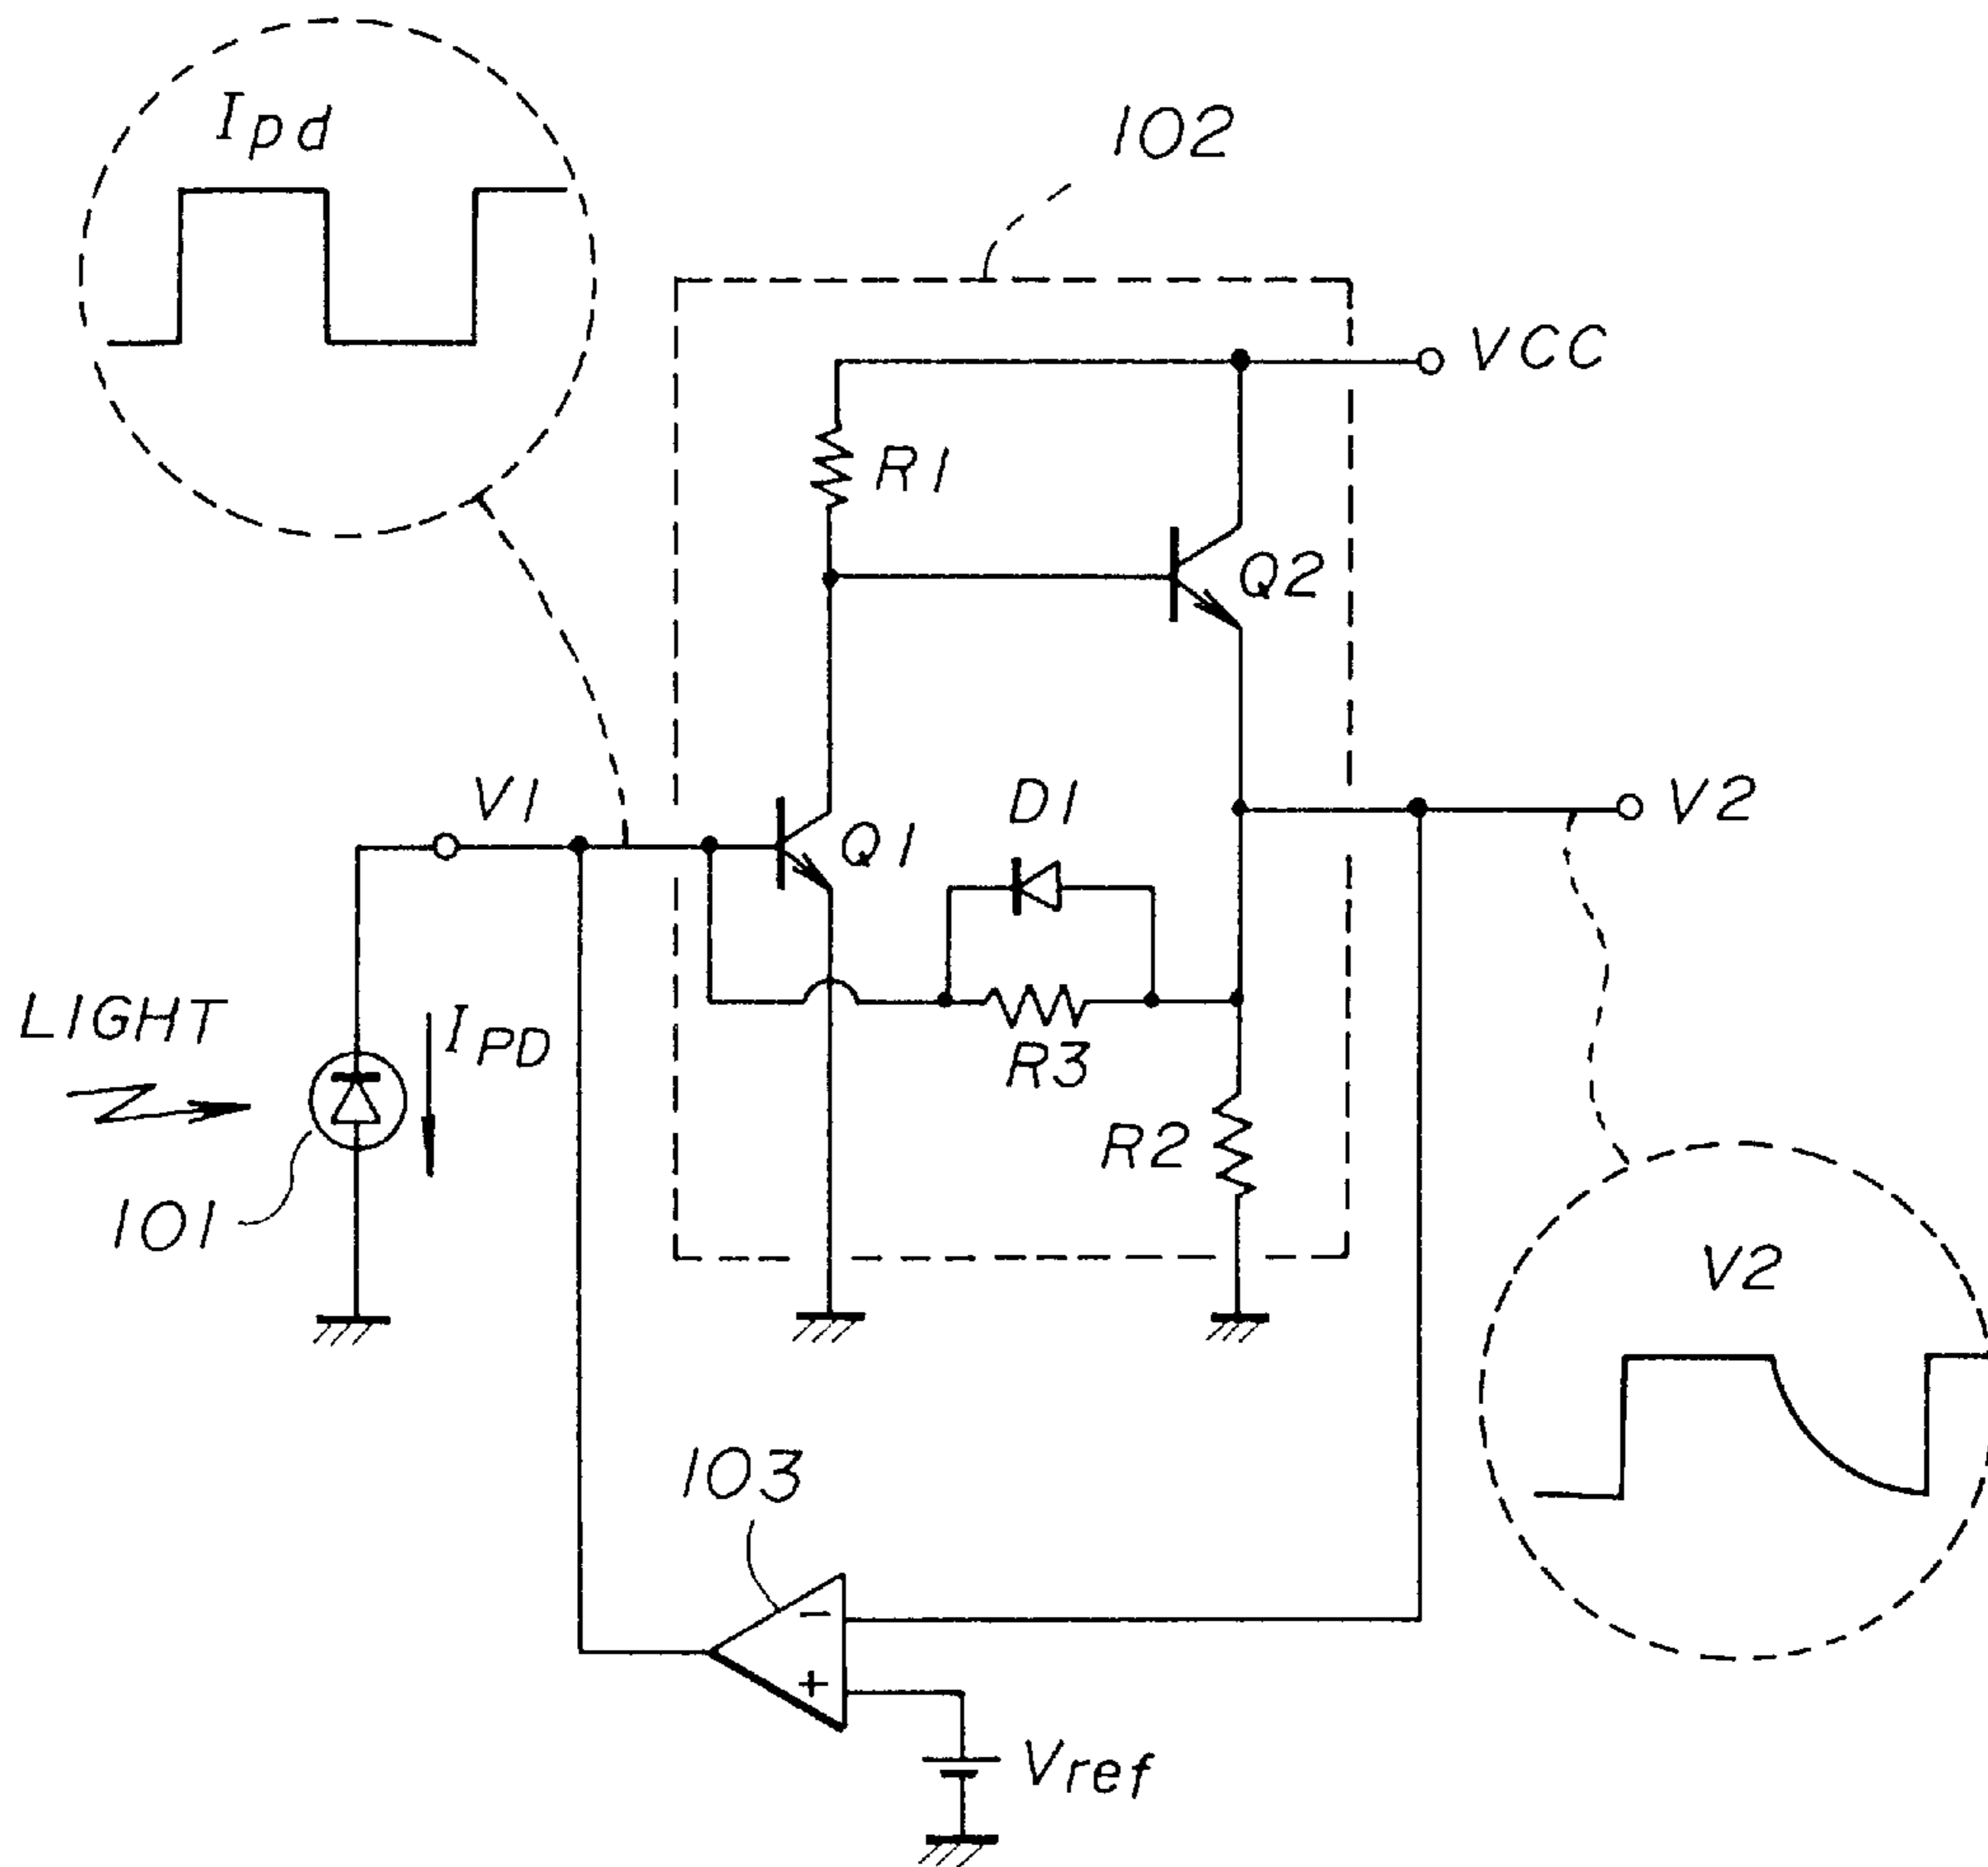 Ipd
102
VCC
R1
Q2
V1
Q1
D1
V2
LIGHT
IPD
R3
R2
101
V2
103
−
+
Vref